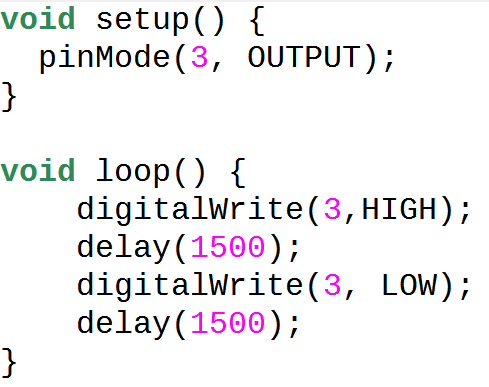 void setup() {
  pinMode(3, OUTPUT);
}

void loop() {
    digitalWrite(3,HIGH);
    delay(1500);
    digitalWrite(3, LOW);
    delay(1500);
}